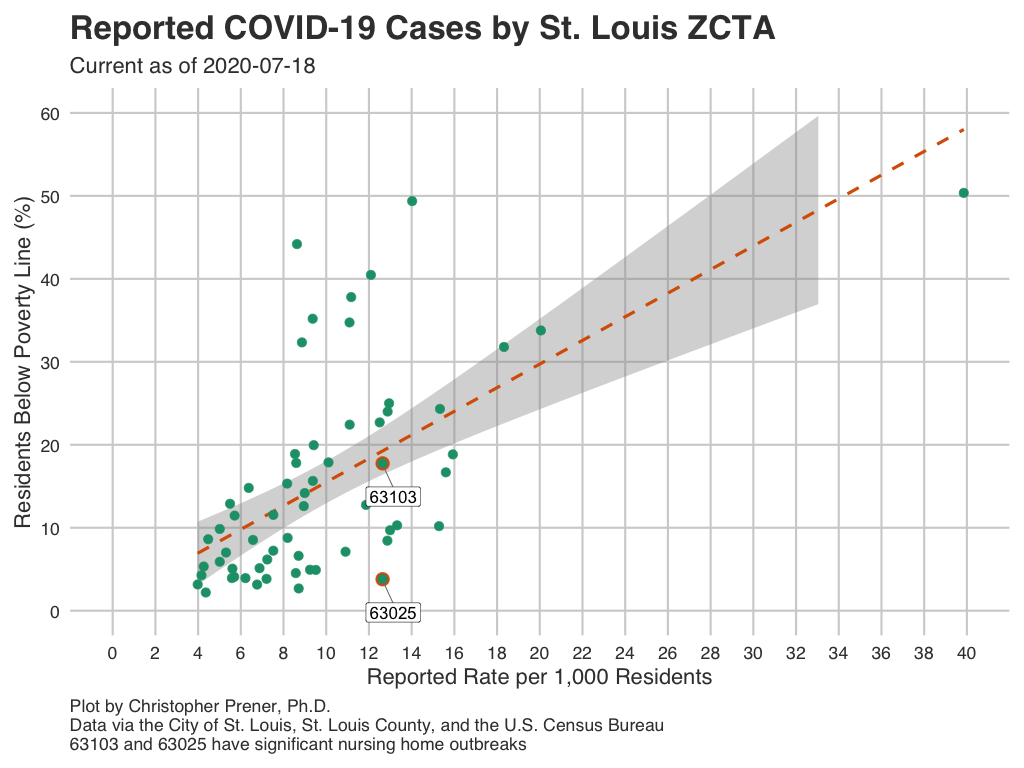 Reported COVID-19 Cases by St. Louis ZCTA
Current as of 2020-07-18
60
50
40
30
20
10
0
Residents Below Poverty Line (%)
63103
63025
0 2 4 6 8 10 12 14 16 18 20 22 24 26 28 30 32 34 36 38 40
Reported Rate per 1,000 Residents
Plot by Christopher Prener, Ph.D.
Data via the City of St. Louis, St. Louis County, and the U.S. Census Bureau
63103 and 63025 have significant nursing home outbreaks